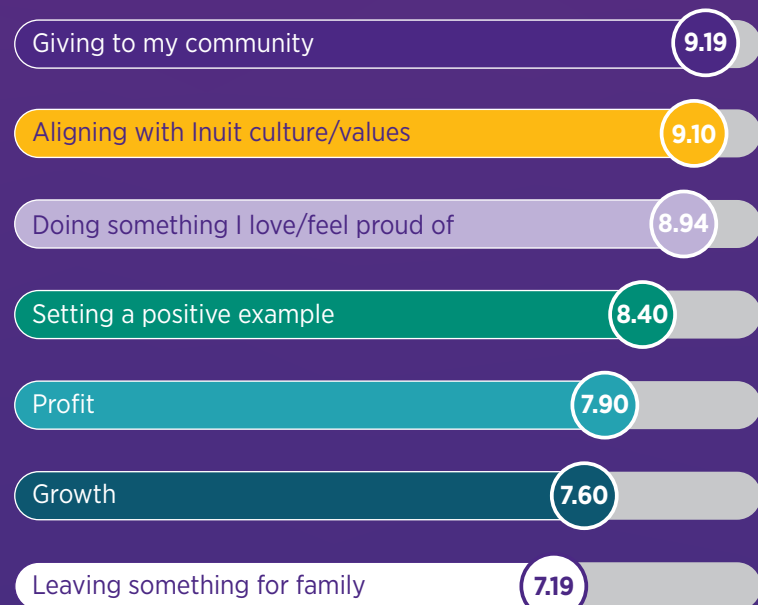 Giving to my community 9.19
Aligning with Inuit culture/values 9.10
Doing something I love/feel proud of 8.94
Setting a positive example 8.40
Profit 7.90
Growth 7.60
Leaving something for family 7.19